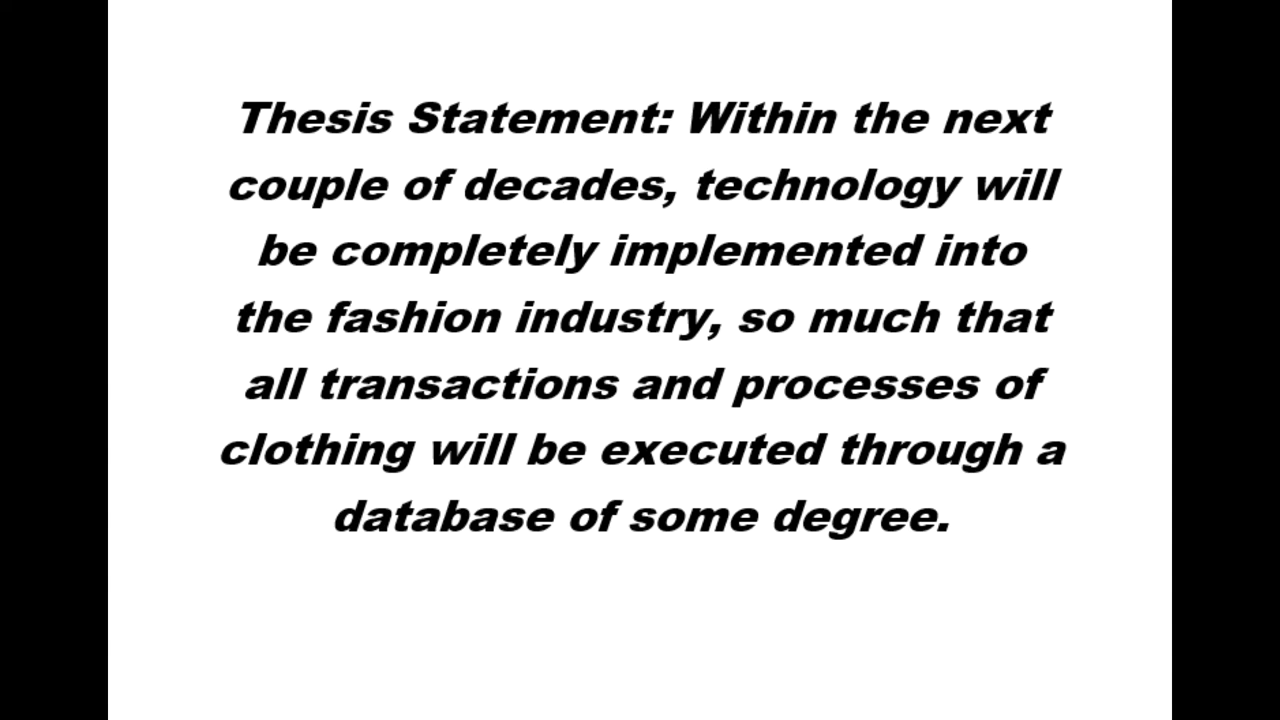 Thesis Statement: Within the next
couple of decades, technology will
be completely implemented into
the fashion industry, so much that
all transactions and processes of
clothing will be executed through a
database of some degree.